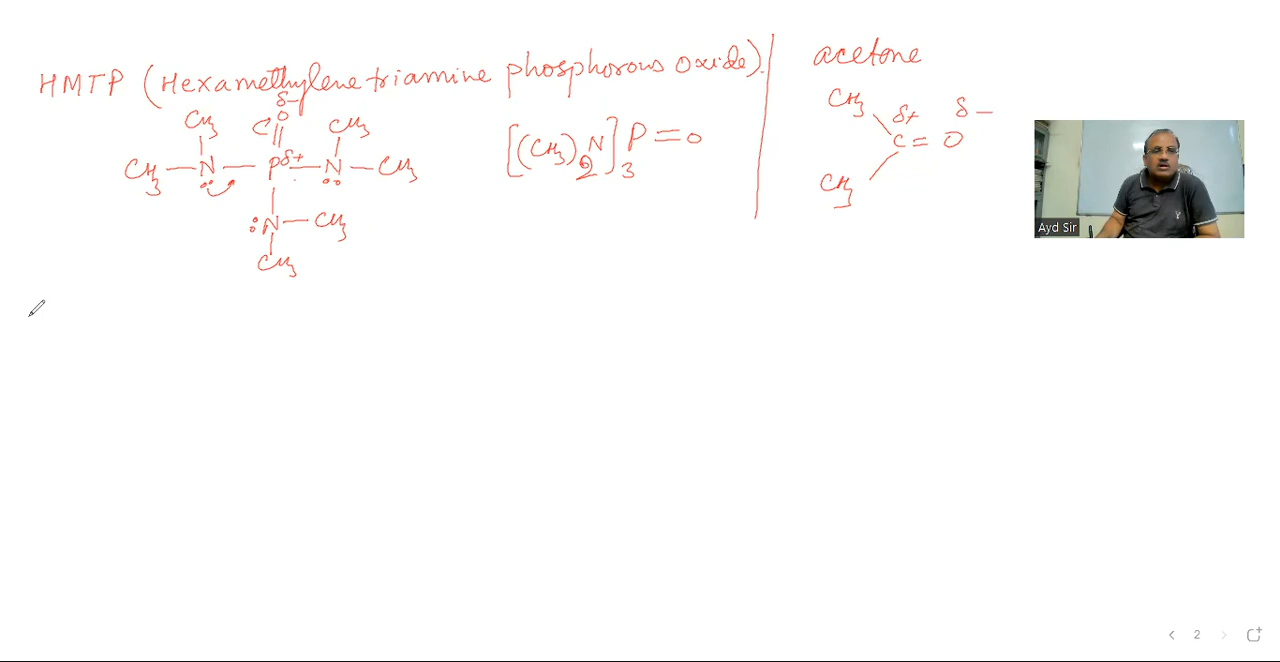 HMTP (Hexamethylene triamine phosphorous oxide).
acetone
δ-
CH3 O CH3
CH3 - N - P δ+ - N - CH3
:N - CH3
CH3
[(CH3)2N]3 P = O
CH3 δ+ δ-
C = O
CH3
Ayd Sir
2